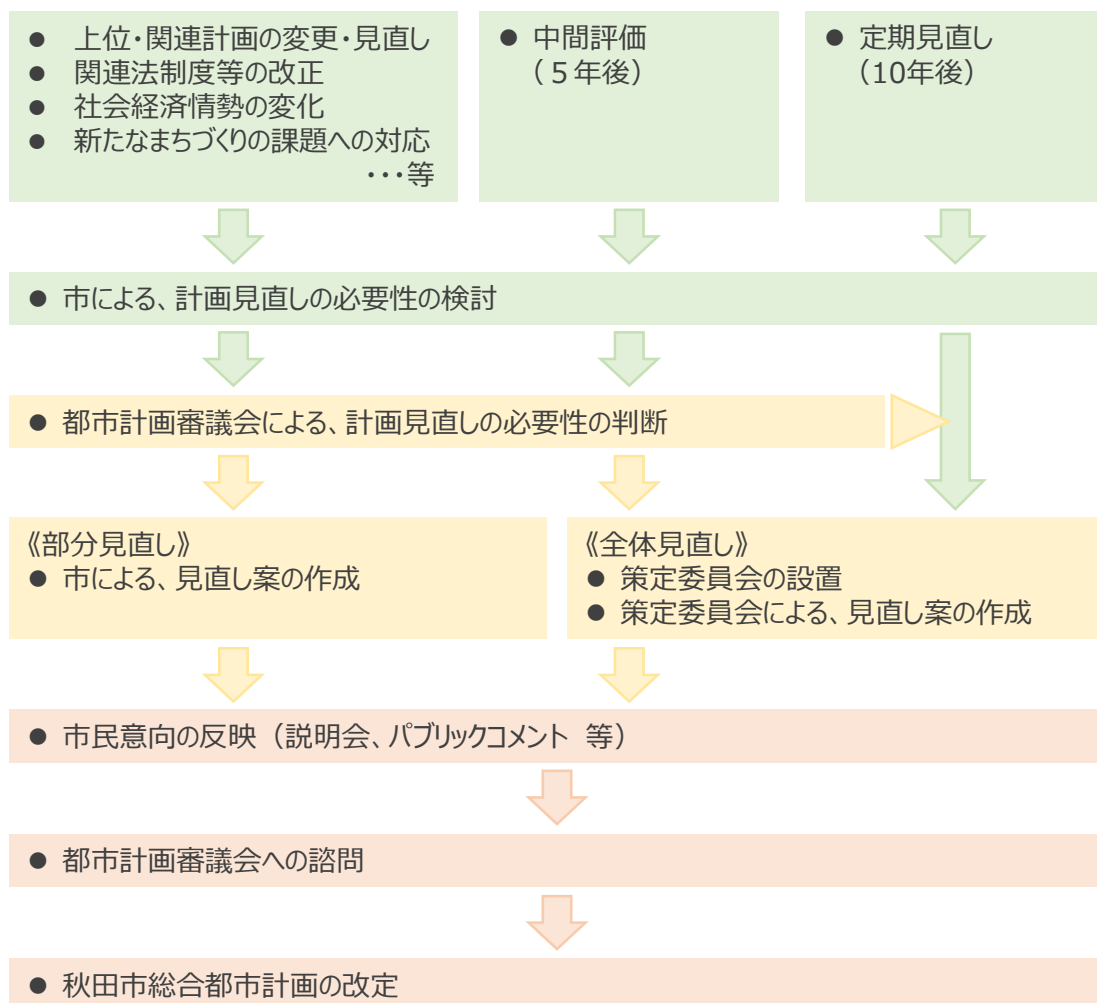 ● 上位・関連計画の変更・見直し
● 関連法制度等の改正
● 社会経済情勢の変化
● 新たなまちづくりの課題への対応
・・・等
● 中間評価
（５年後）
● 定期見直し
（10年後）
● 市による、計画見直しの必要性の検討
● 都市計画審議会による、計画見直しの必要性の判断
《部分見直し》
● 市による、見直し案の作成
《全体見直し》
● 策定委員会の設置
● 策定委員会による、見直し案の作成
● 市民意向の反映（説明会、パブリックコメント 等）
● 都市計画審議会への諮問
● 秋田市総合都市計画の改定